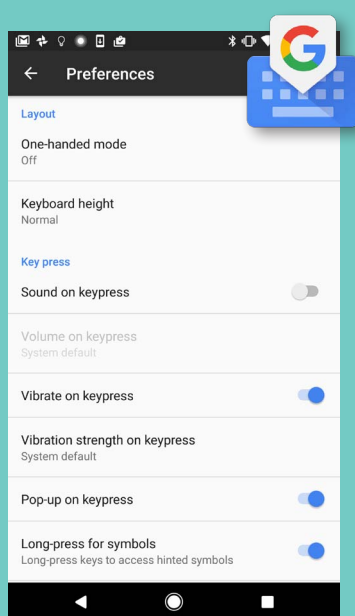 Preferences
G
Layout
One-handed mode
Off
Keyboard height
Normal
Key press
Sound on keypress
Volume on keypress
System default
Vibrate on keypress
Vibration strength on keypress
System default
Pop-up on keypress
Long-press for symbols
Long-press keys to access hinted symbols